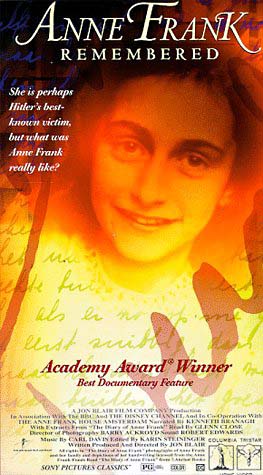 ANNE FRANK
REMEMBERED
She is perhaps
Hitler's best-
known victim,
but what was
Anne Frank
really like?
Academy Award® Winner
Best Documentary Feature
A JON BLAIR FILM COMPANY Production
In Association With The BBC And THE DISNEY CHANNEL And In Co-Operation With
THE ANNE FRANK HOUSE AMSTERDAM Narrated By KENNETH BRANAGH
With Extracts From "The Diary of Anne Frank" Read By GLENN CLOSE
Director of Photography BARRY ACKROYD Sound ROBERT EDWARDS
Music By CARL DAVIS Edited By KARIN STEININGER
Written Produced And Directed By JON BLAIR
SONY PICTURES CLASSICS™
PG
COLOR
COLUMBIA TRISTAR